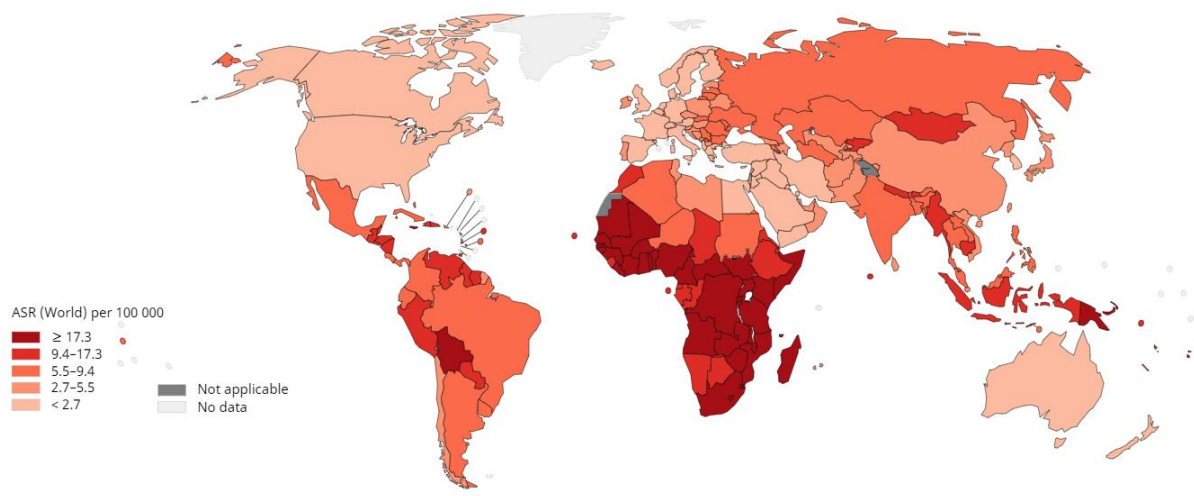 ASR (World) per 100 000
≥ 17.3
9.4–17.3
5.5–9.4
2.7–5.5
< 2.7
Not applicable
No data